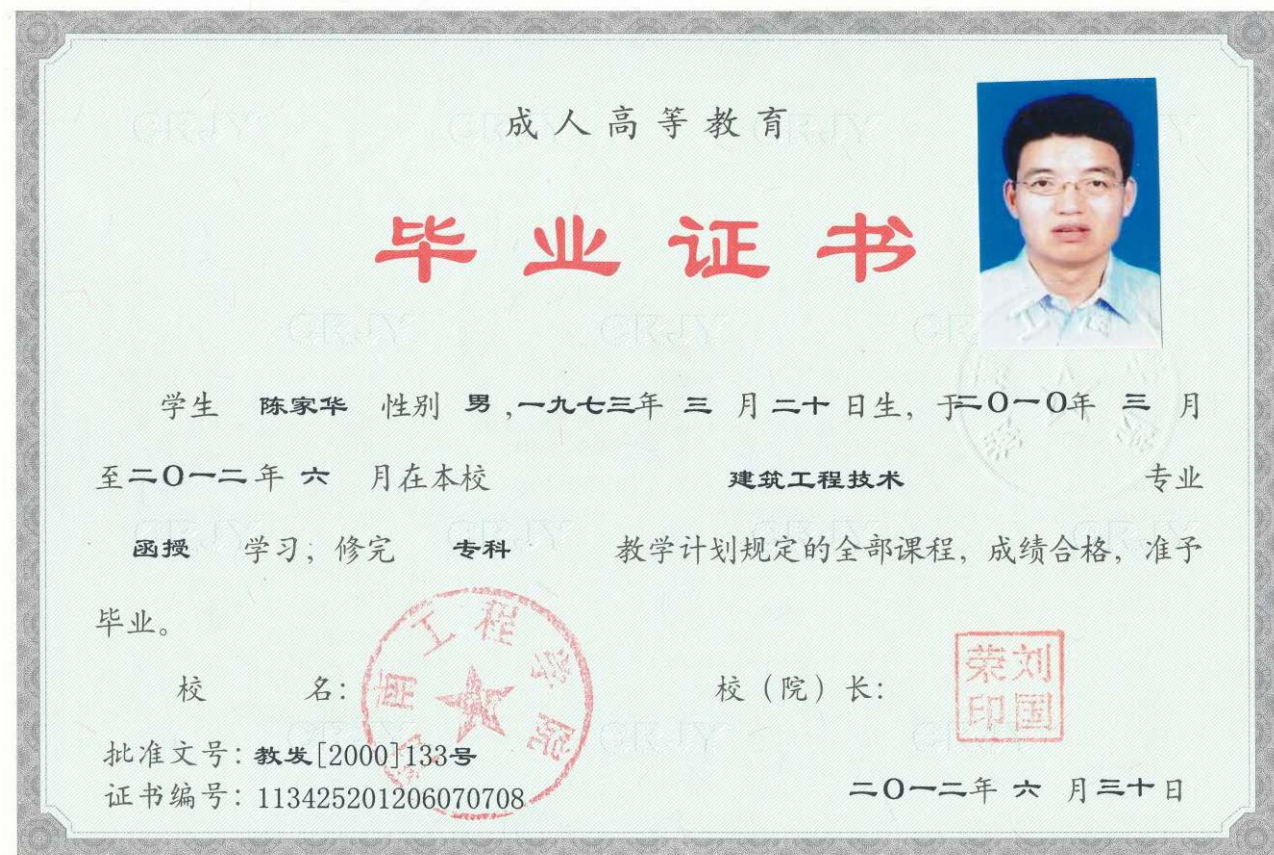 成人高等教育
毕业证书
学生 陈家华 性别 男,一九七三年 三 月 二十 日生, 于二〇一〇年 三 月
至二〇一二年 六 月在本校 建筑工程技术 专业
函授 学习, 修完 专科 教学计划规定的全部课程, 成绩合格, 准予
毕业。
校 名: 校(院)长:
南工程学院
刘国荣印
批准文号: 教发[2000]133号
证书编号: 113425201206070708
二〇一二年 六 月三十日
CRJY